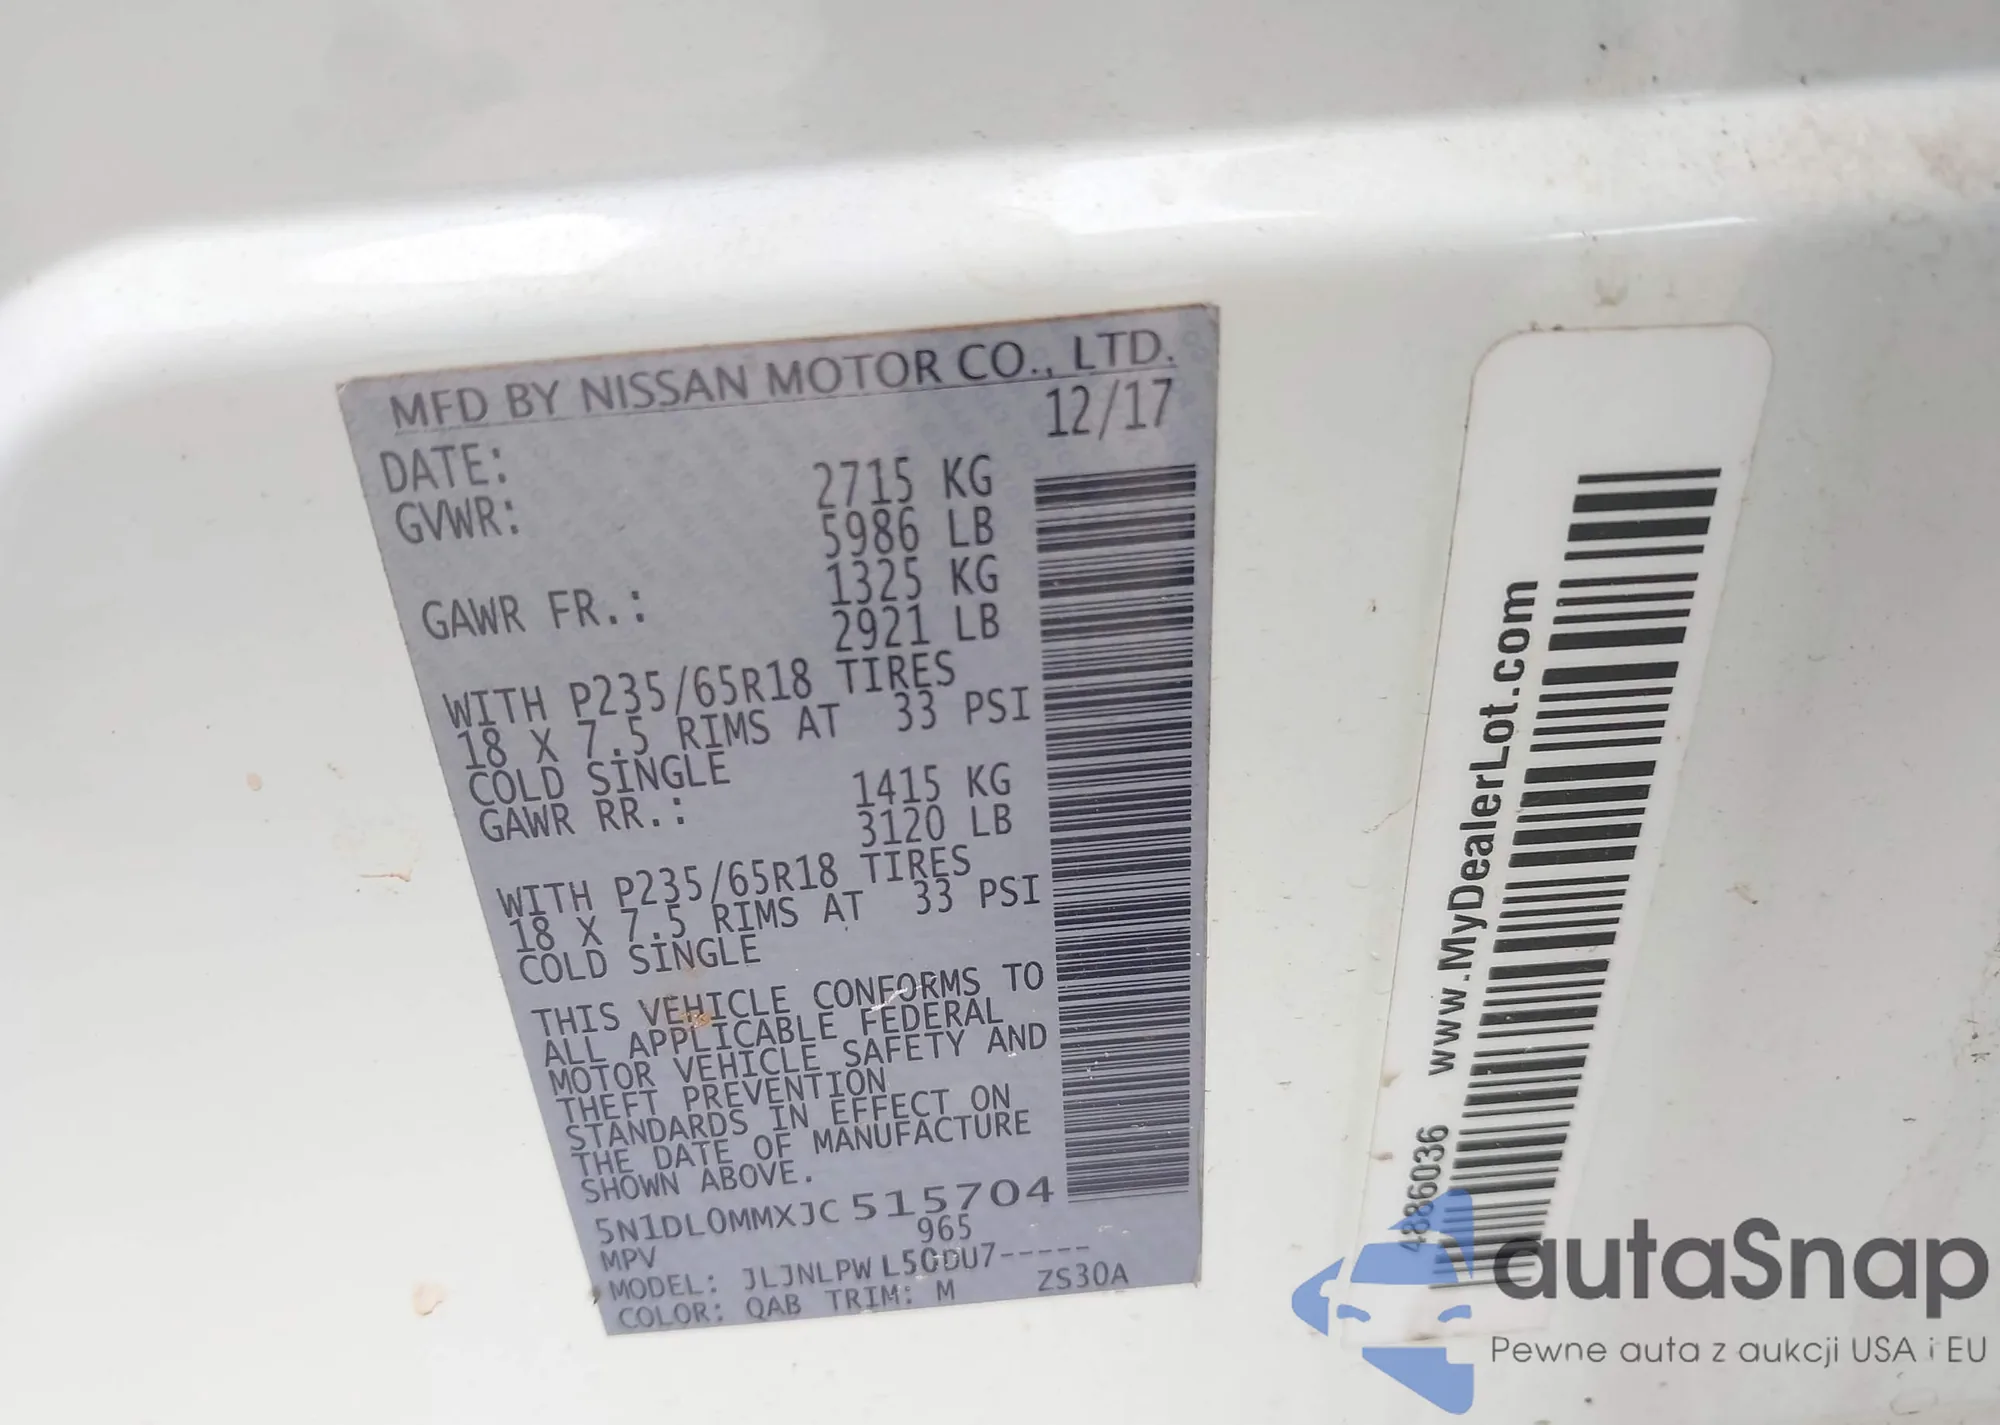 MFD BY NISSAN MOTOR CO., LTD.
DATE: 12/17
GVWR: 2715 KG
5986 LB
GAWR FR.: 1325 KG
2921 LB
WITH P235/65R18 TIRES
18 X 7.5 RIMS AT 33 PSI
COLD SINGLE
GAWR RR.: 1415 KG
3120 LB
WITH P235/65R18 TIRES
18 X 7.5 RIMS AT 33 PSI
COLD SINGLE
THIS VEHICLE CONFORMS TO
ALL APPLICABLE FEDERAL
MOTOR VEHICLE SAFETY AND
THEFT PREVENTION
STANDARDS IN EFFECT ON
THE DATE OF MANUFACTURE
SHOWN ABOVE.
5N1DL0MMXJC515704
MPV 965
MODEL: JLJNLPW L50DU7-----
COLOR: QAB TRIM: M ZS30A
48860036 www.MyDealerLot.com
autaSnap
Pewne auta z aukcji USA i EU